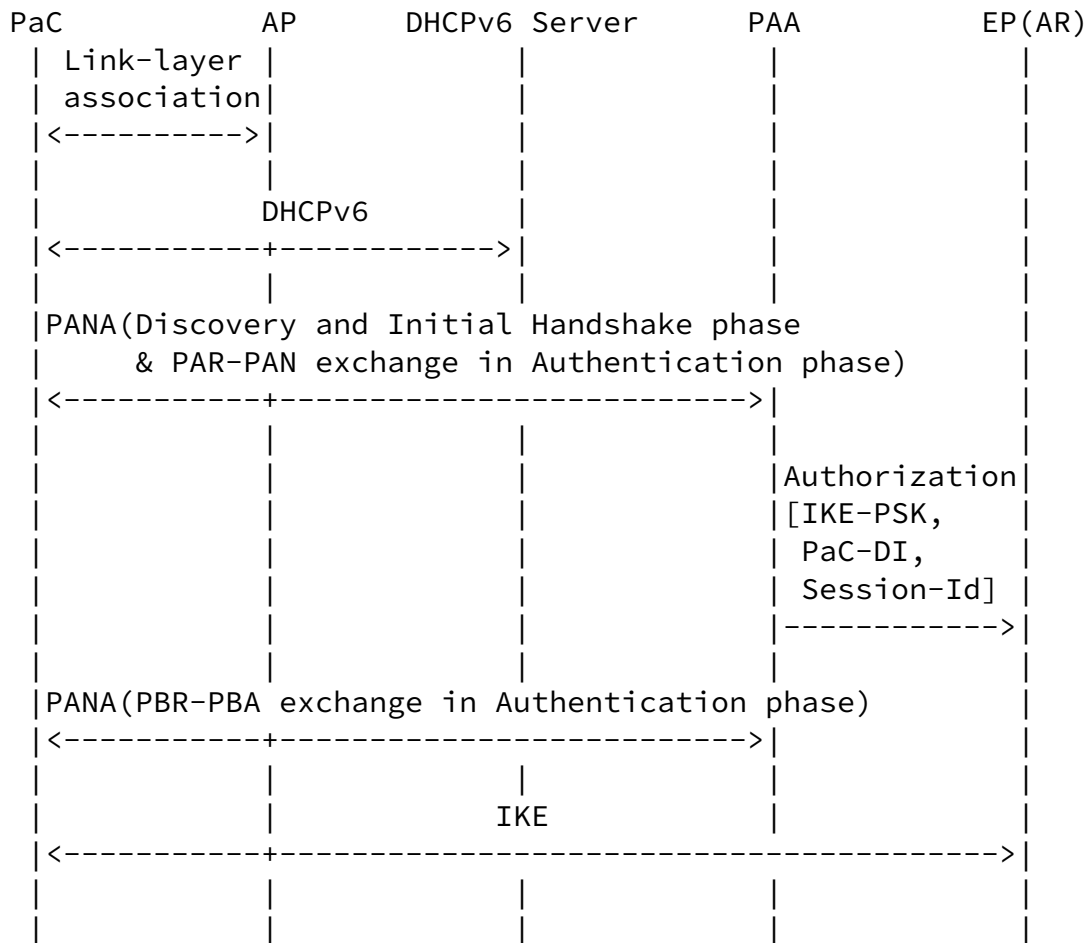 PaC AP DHCPv6 Server PAA EP(AR)
Link-layer
association
DHCPv6
PANA(Discovery and Initial Handshake phase
& PAR-PAN exchange in Authentication phase)
Authorization
[IKE-PSK,
PaC-DI,
Session-Id]
PANA(PBR-PBA exchange in Authentication phase)
IKE